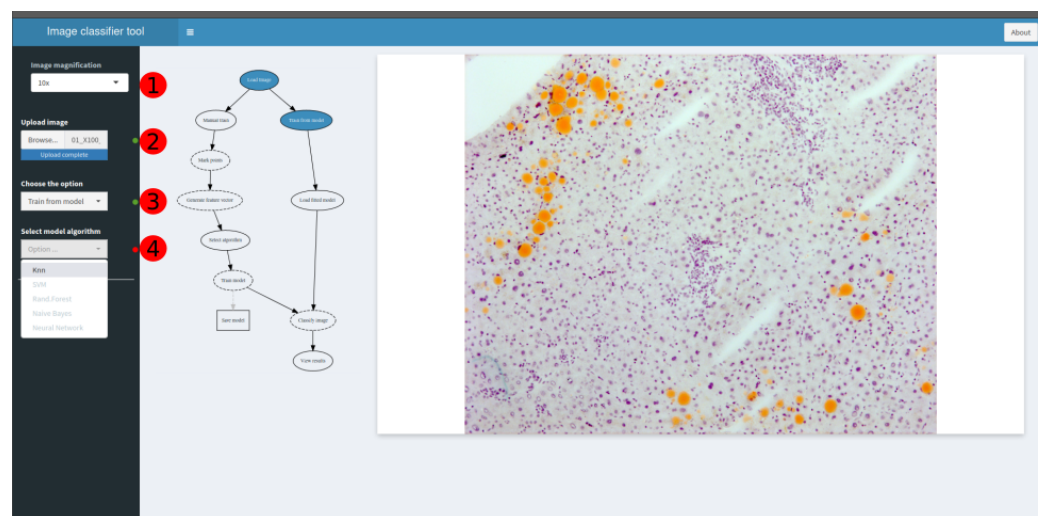 Image classifier tool
About
Image magnification
10x
1
Upload image
Browse...
01_X100_
2
Upload complete
Choose the option
Train from model
3
Select model algorithm
Option ...
4
Knn
SVM
Rand Forest
Naive Bayes
Neural Network
Load Image
Manual trace
Train from model
Mark points
Generate feature vector
Load fitted model
Select algorithm
Train model
Save model
Classify image
View results